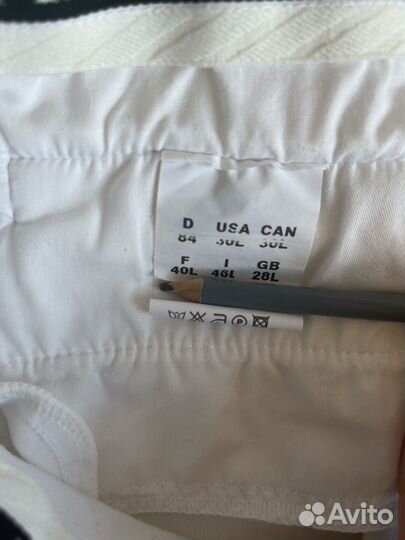 D USA CAN
84 30L 30L
F I GB
40L 46L 28L
P
Avito